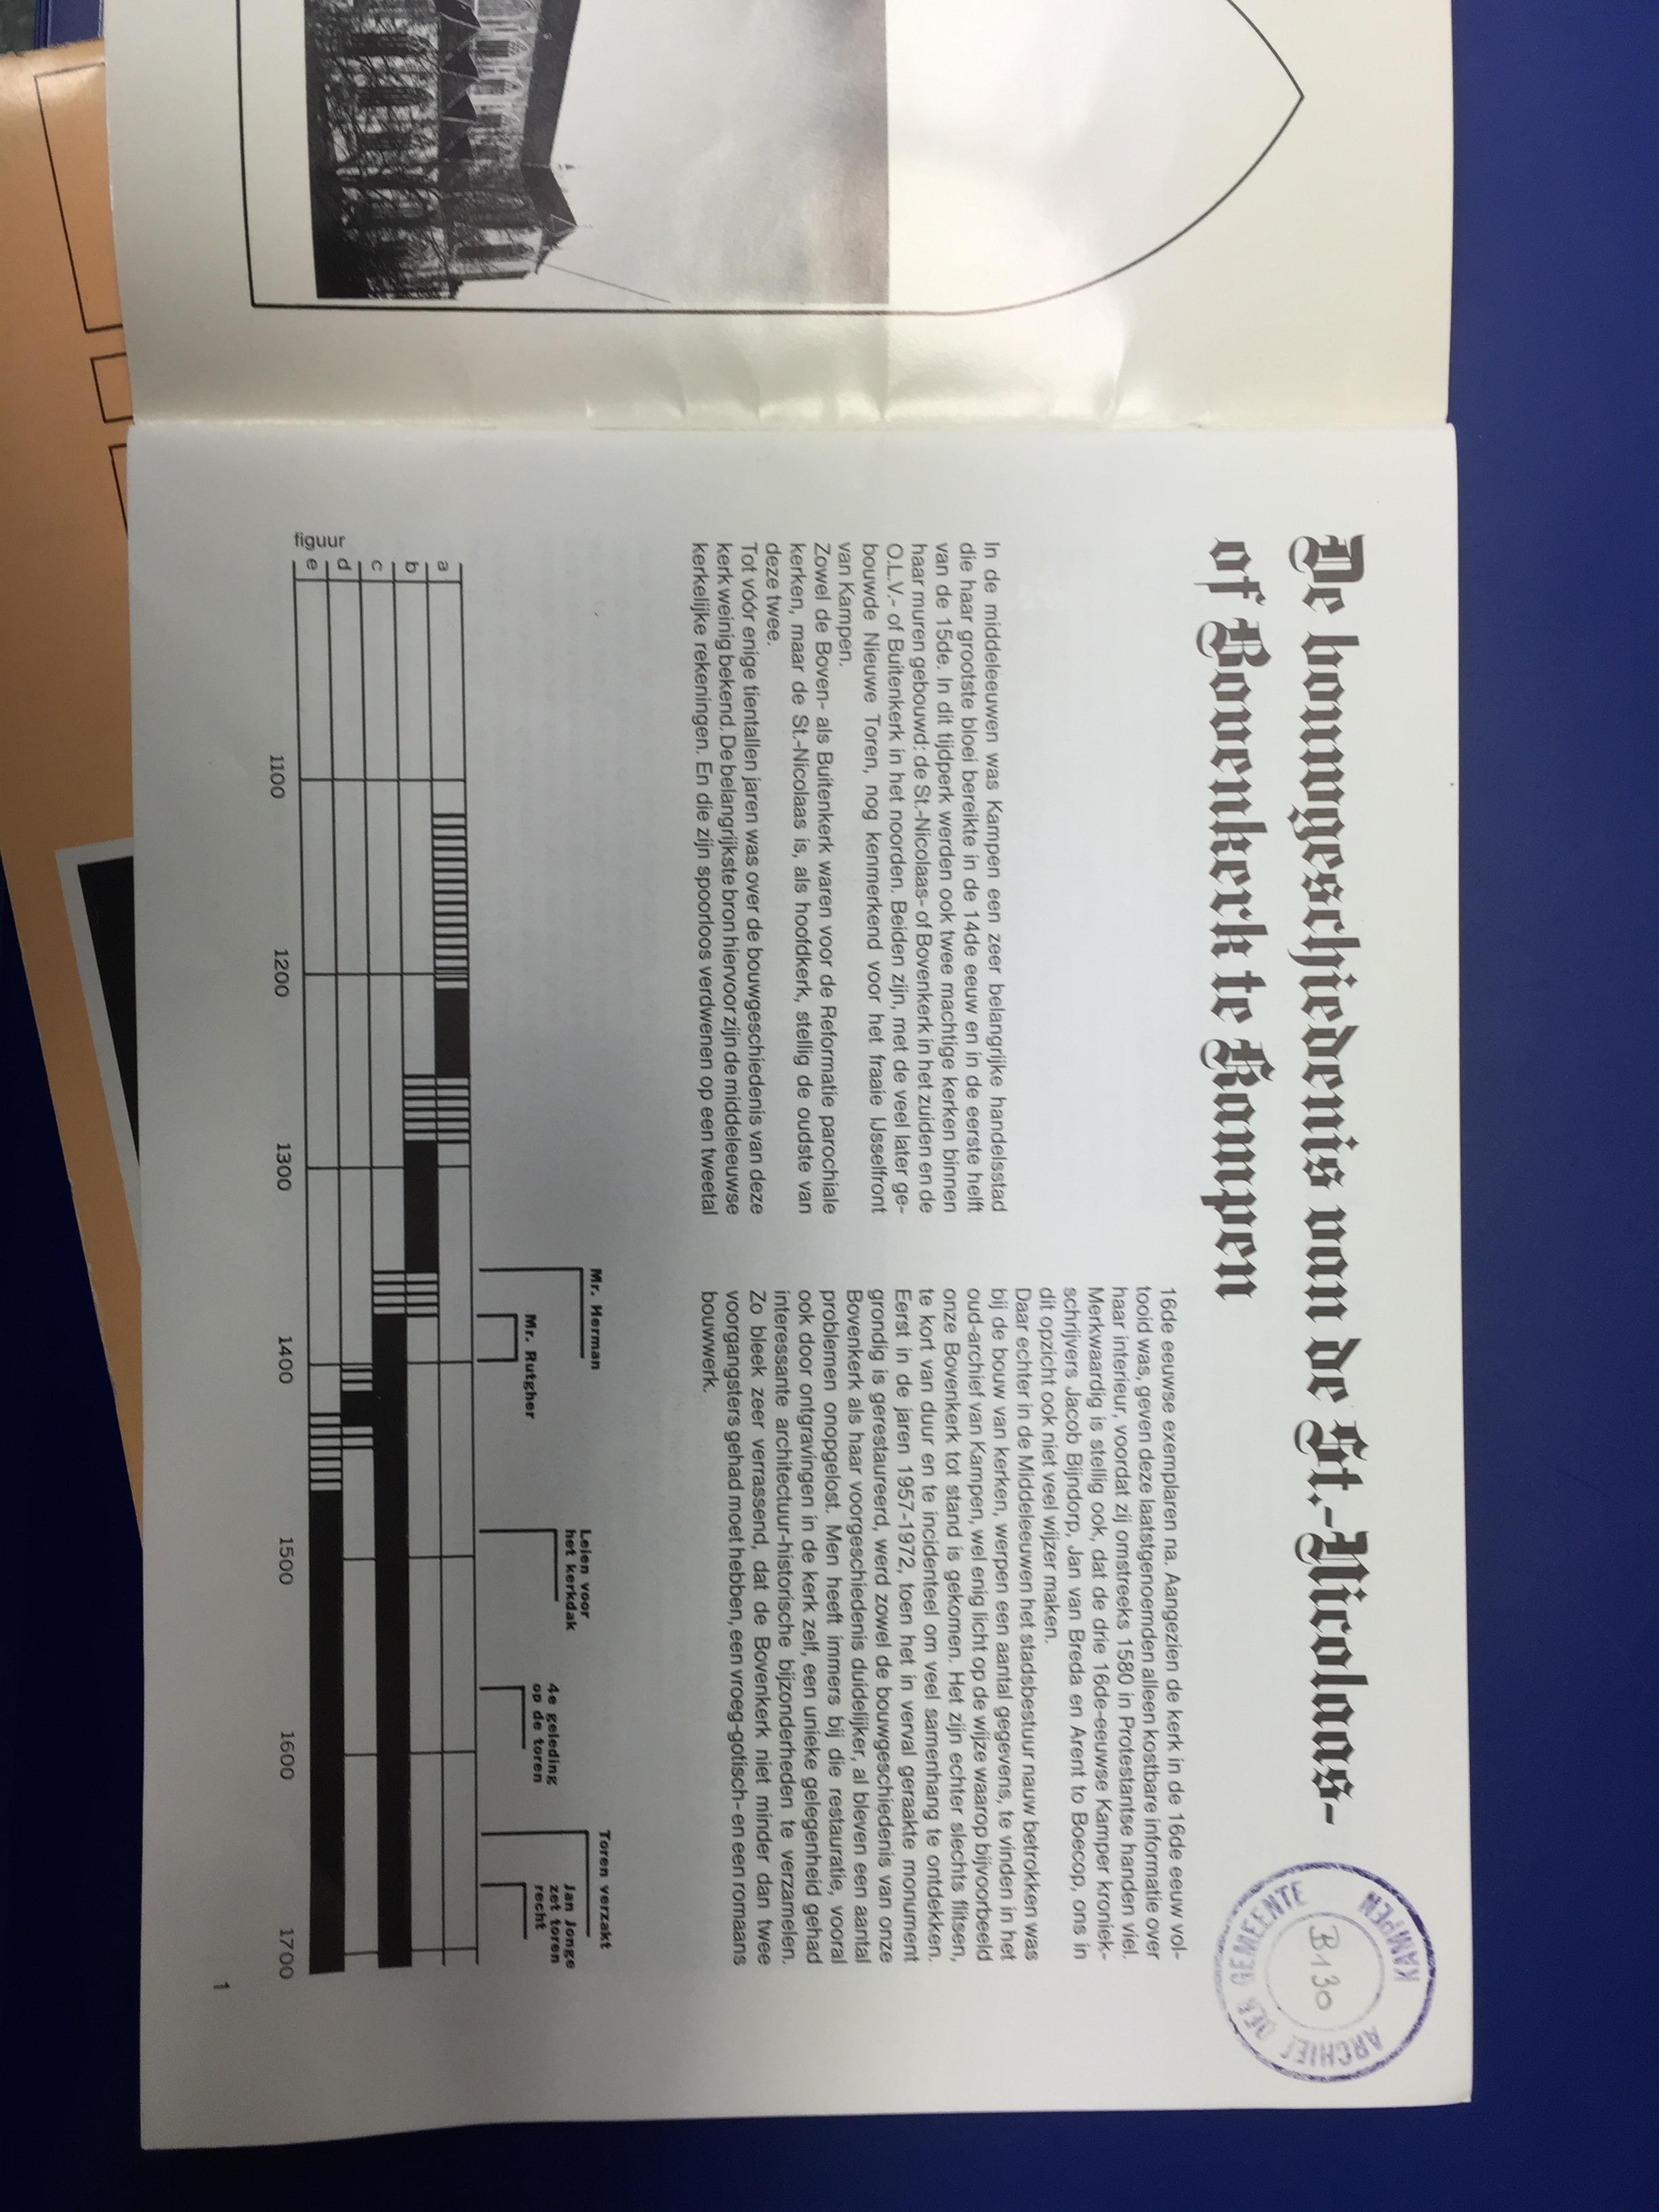 De bouwgeschiedenis van de St.-Nicolaas-
of Bovenkerk te Kampen
KAMPEN
ARCHIEF DER GEMEENTE
B130
In de middeleeuwen was Kampen een zeer belangrijke handelsstad
die haar grootste bloei bereikte in de 14de eeuw en in de eerste helft
van de 15de. In dit tijdperk werden ook twee machtige kerken binnen
haar muren gebouwd: de St.-Nicolaas- of Bovenkerk in het zuiden en de
O.L.V.- of Buitenkerk in het noorden. Beiden zijn, met de veel later ge-
bouwde Nieuwe Toren, nog kenmerkend voor het fraaie IJsselfront
van Kampen.
Zowel de Boven- als Buitenkerk waren voor de Reformatie parochiale
kerken, maar de St.-Nicolaas is, als hoofdkerk, stellig de oudste van
deze twee.
Tot vóór enige tientallen jaren was over de bouwgeschiedenis van deze
kerk weinig bekend. De belangrijkste bron hiervoor zijn de middeleeuwse
kerkelijke rekeningen. En die zijn spoorloos verdwenen op een tweetal
16de eeuwse exemplaren na. Aangezien de kerk in de 16de eeuw vol-
tooid was, geven deze laatstgenoemden alleen kostbare informatie over
haar interieur, voordat zij omstreeks 1580 in Protestantse handen viel.
Merkwaardig is stellig ook, dat de drie 16de-eeuwse Kamper kroniek-
schrijvers Jacob Bijndorp, Jan van Breda en Arent to Boecop, ons in
dit opzicht ook niet veel wijzer maken.
Daar echter in de Middeleeuwen het stadsbestuur nauw betrokken was
bij de bouw van kerken, werpen een aantal gegevens, te vinden in het
oud-archief van Kampen, wel enig licht op de wijze waarop bijvoorbeeld
onze Bovenkerk tot stand is gekomen. Het zijn echter slechts flitsen,
te kort van duur en te incidenteel om veel samenhang te ontdekken.
Eerst in de jaren 1957-1972, toen het in verval geraakte monument
grondig is gerestaureerd, werd zowel de bouwgeschiedenis van onze
Bovenkerk als haar voorgeschiedenis duidelijker, al bleven een aantal
problemen onopgelost. Men heeft immers bij die restauratie, vooral
ook door ontgravingen in de kerk zelf, een unieke gelegenheid gehad
interessante architectuur-historische bijzonderheden te verzamelen.
Zo bleek zeer verrassend, dat de Bovenkerk niet minder dan twee
voorgangsters gehad moet hebben, een vroeg-gotisch- en een romaans
bouwwerk.
Mr. Herman
Mr. Rutgher
Leien voor
het kerkdak
4e geleding
op de toren
Toren verzakt
Jan Jonge
zet toren
recht
a
b
c
d
e
figuur
1100
1200
1300
1400
1500
1600
1700
1